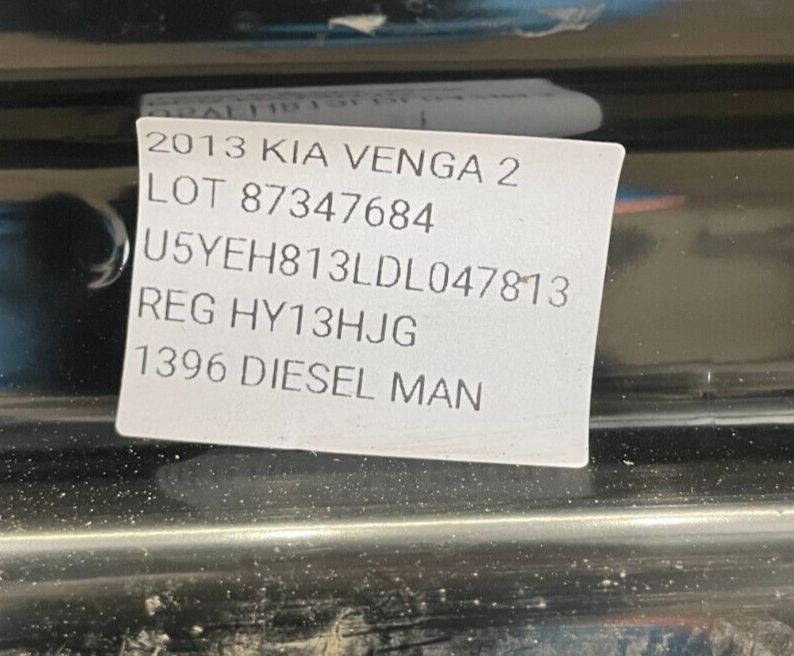 2013 KIA VENGA 2
LOT 87347684
U5YEH813LDL047813
REG HY13HJG
1396 DIESEL MAN